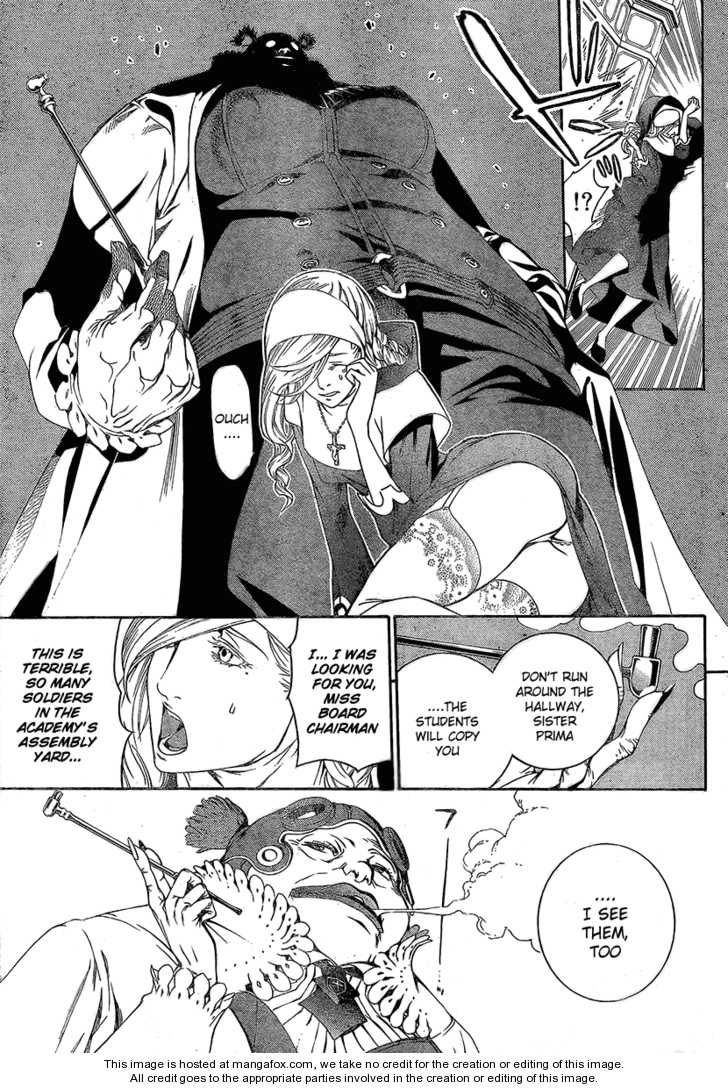 !?
OUCH
....
DON'T RUN
AROUND THE
HALLWAY,
SISTER
PRIMA
....THE
STUDENTS
WILL COPY
YOU
I... I WAS
LOOKING
FOR YOU,
MISS
BOARD
CHAIRMAN
THIS IS
TERRIBLE,
SO MANY
SOLDIERS
IN THE
ACADEMY'S
ASSEMBLY
YARD...
....
I SEE
THEM,
TOO
This image is hosted at mangafox.com, we take no credit for the creation or editing of this image.
All credit goes to the appropriate parties involved in the creation or editing of this image.